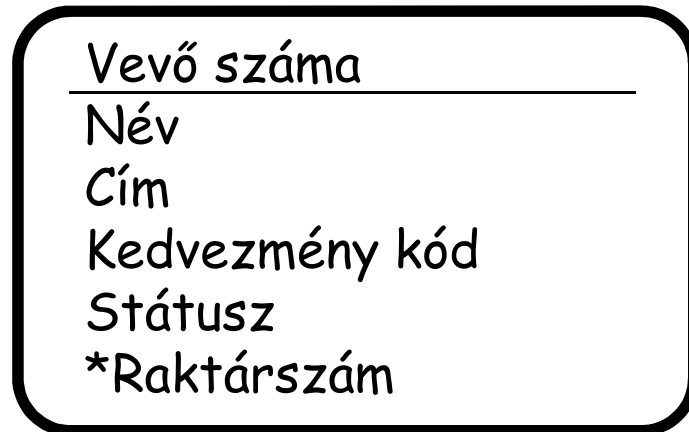 Vevő száma
Név
Cím
Kedvezmény kód
Státusz
*Raktárszám